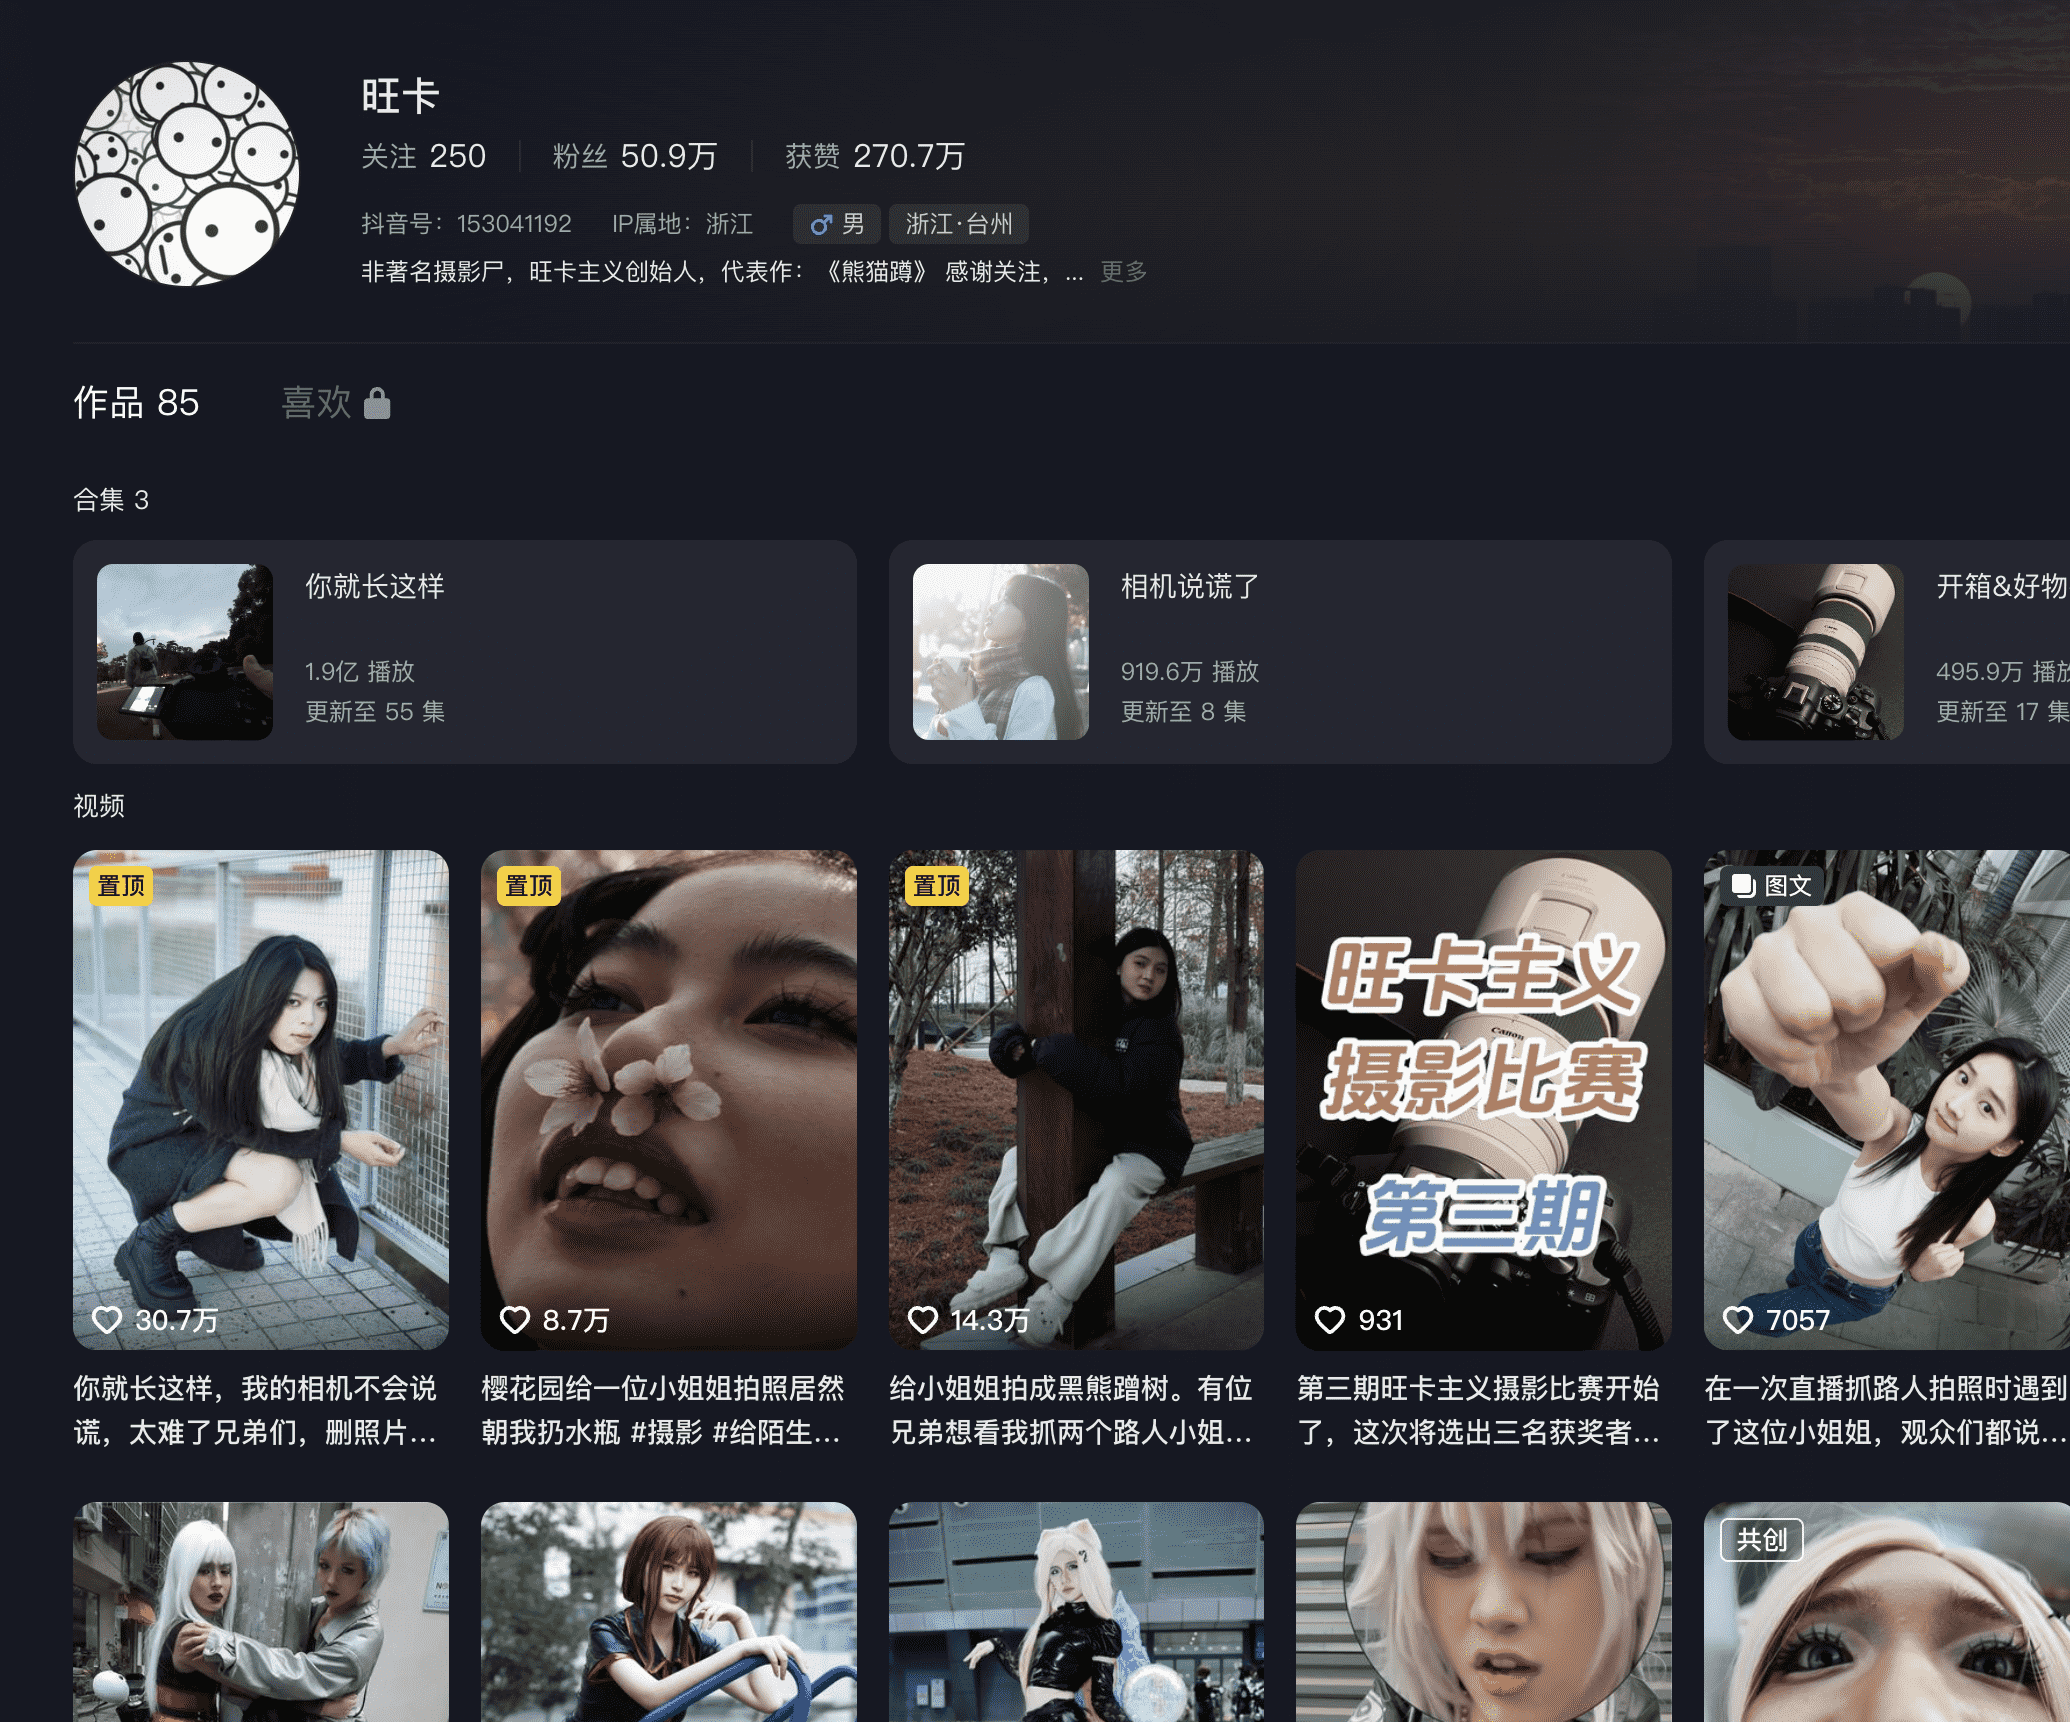 旺卡
关注 250 粉丝 50.9万 获赞 270.7万
抖音号：153041192 IP属地：浙江 男 浙江·台州
非著名摄影尸，旺卡主义创始人，代表作：《熊猫蹲》 感谢关注，... 更多
作品 85 喜欢
合集 3
你就长这样
1.9亿 播放
更新至 55 集
相机说谎了
919.6万 播放
更新至 8 集
开箱&好物
495.9万 播放
更新至 17 集
视频
置顶
30.7万
你就长这样，我的相机不会说
谎，太难了兄弟们，删照片...
置顶
8.7万
樱花园给一位小姐姐拍照居然
朝我扔水瓶 #摄影 #给陌生...
置顶
14.3万
给小姐姐拍成黑熊蹭树。有位
兄弟想看我抓两个路人小姐...
Canon
旺卡主义
摄影比赛
第三期
931
第三期旺卡主义摄影比赛开始
了，这次将选出三名获奖者...
图文
7057
在一次直播抓路人拍照时遇到
了这位小姐姐，观众们都说...
共创